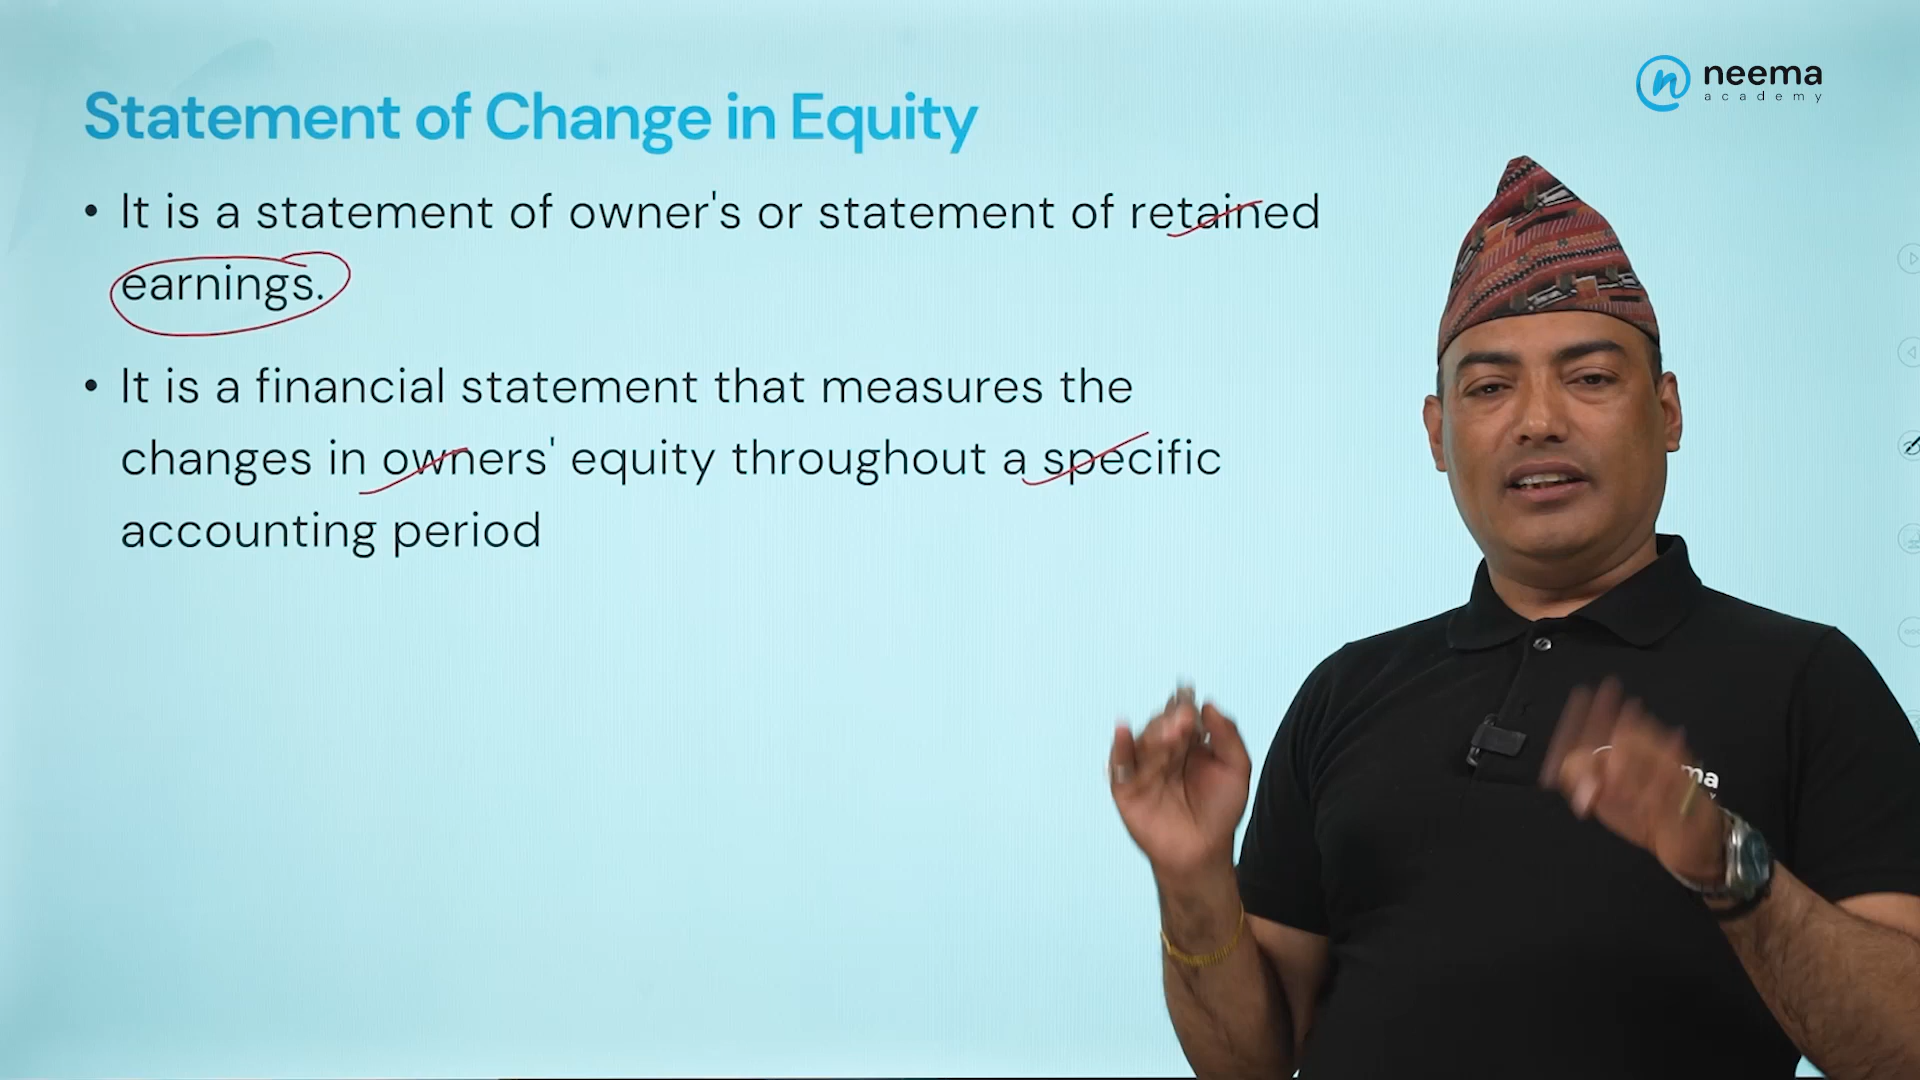 neema
academy
Statement of Change in Equity
• It is a statement of owner's or statement of retained
earnings.
• It is a financial statement that measures the
changes in owners' equity throughout a specific
accounting period
ma